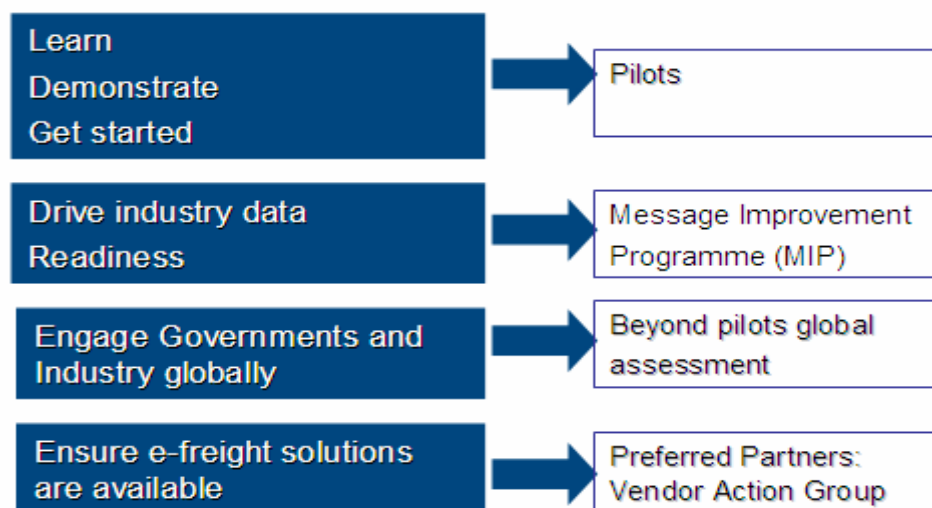 Learn
Demonstrate
Get started
Pilots
Drive industry data
Readiness
Message Improvement
Programme (MIP)
Engage Governments and
Industry globally
Beyond pilots global
assessment
Ensure e-freight solutions
are available
Preferred Partners:
Vendor Action Group